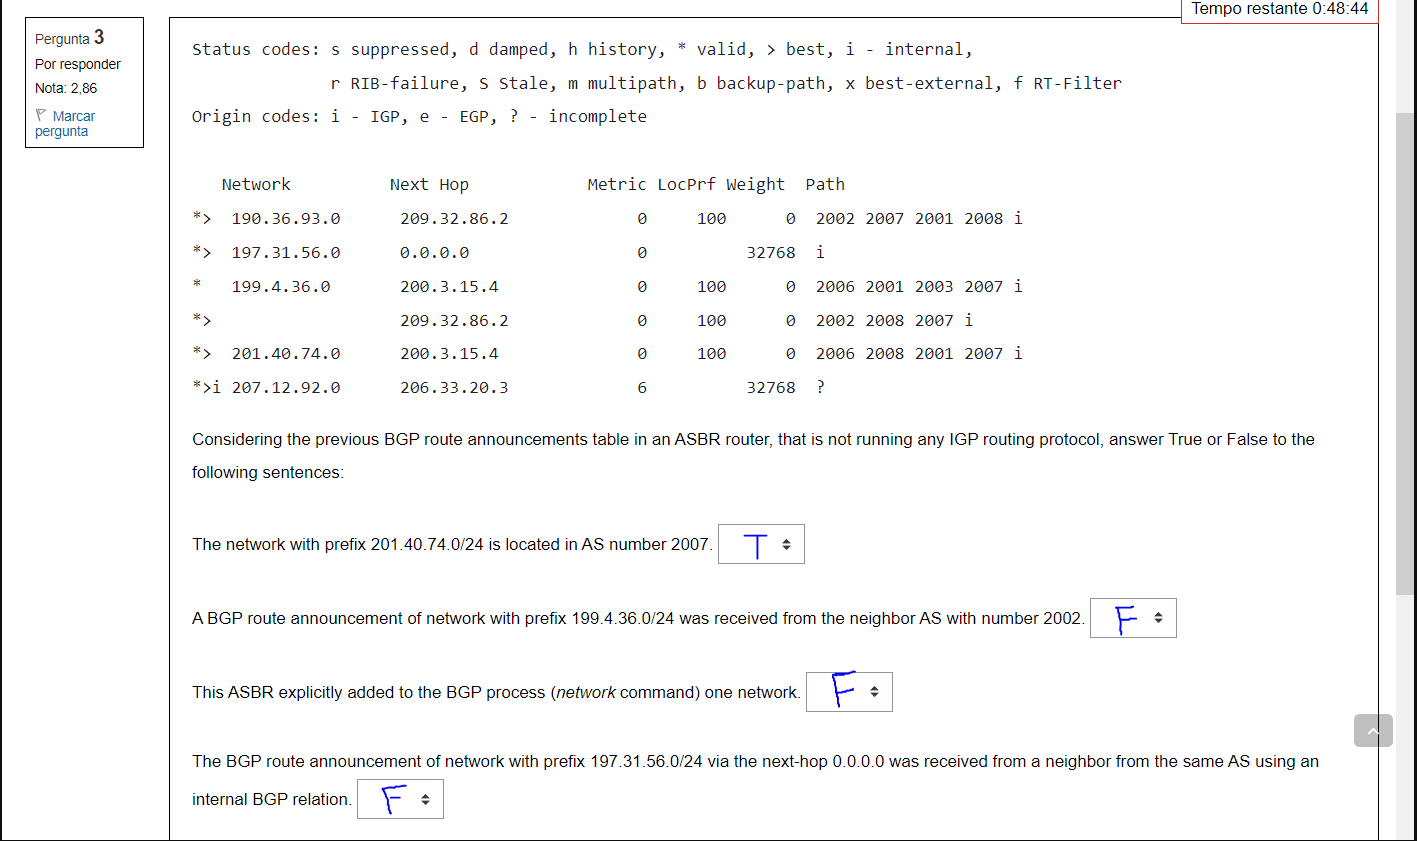 Tempo restante 0:48:44
Pergunta 3
Por responder
Nota: 2,86
Marcar
pergunta
Status codes: s suppressed, d damped, h history, * valid, > best, i - internal,
r RIB-failure, S Stale, m multipath, b backup-path, x best-external, f RT-Filter
Origin codes: i - IGP, e - EGP, ? - incomplete
Network Next Hop Metric LocPrf Weight Path
*> 190.36.93.0 209.32.86.2 0 100 0 2002 2007 2001 2008 i
*> 197.31.56.0 0.0.0.0 0 32768 i
* 199.4.36.0 200.3.15.4 0 100 0 2006 2001 2003 2007 i
*> 209.32.86.2 0 100 0 2002 2008 2007 i
*> 201.40.74.0 200.3.15.4 0 100 0 2006 2008 2001 2007 i
*>i 207.12.92.0 206.33.20.3 6 32768 ?
Considering the previous BGP route announcements table in an ASBR router, that is not running any IGP routing protocol, answer True or False to the
following sentences:
The network with prefix 201.40.74.0/24 is located in AS number 2007. T
A BGP route announcement of network with prefix 199.4.36.0/24 was received from the neighbor AS with number 2002. F
This ASBR explicitly added to the BGP process (network command) one network. F
The BGP route announcement of network with prefix 197.31.56.0/24 via the next-hop 0.0.0.0 was received from a neighbor from the same AS using an
internal BGP relation. F